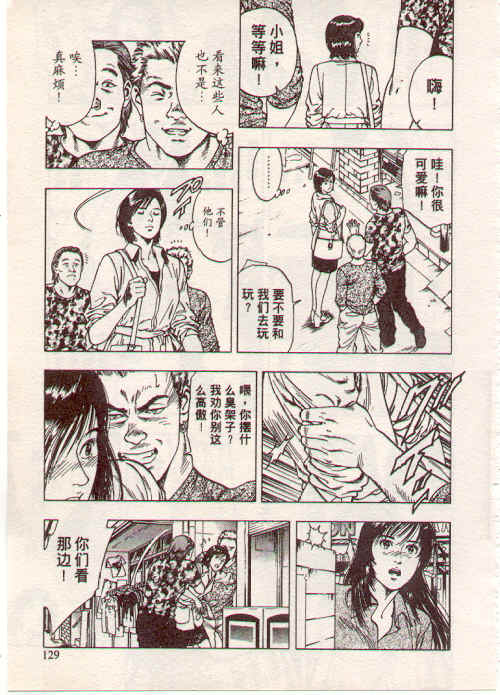 嗨!
小姐,
等等嘛!
看来这些人
也不是…
唉…
真麻烦!
哇!你很
可爱嘛!
………
要不要和
我们去玩
玩?
不管
他们!
喂,你摆什
么臭架子?
我劝你别这
么高傲!
你们看
那边!
129